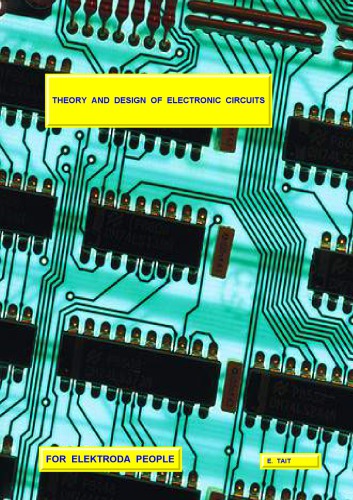 THEORY AND DESIGN OF ELECTRONIC CIRCUITS
FOR ELEKTRODA PEOPLE
E. TAIT